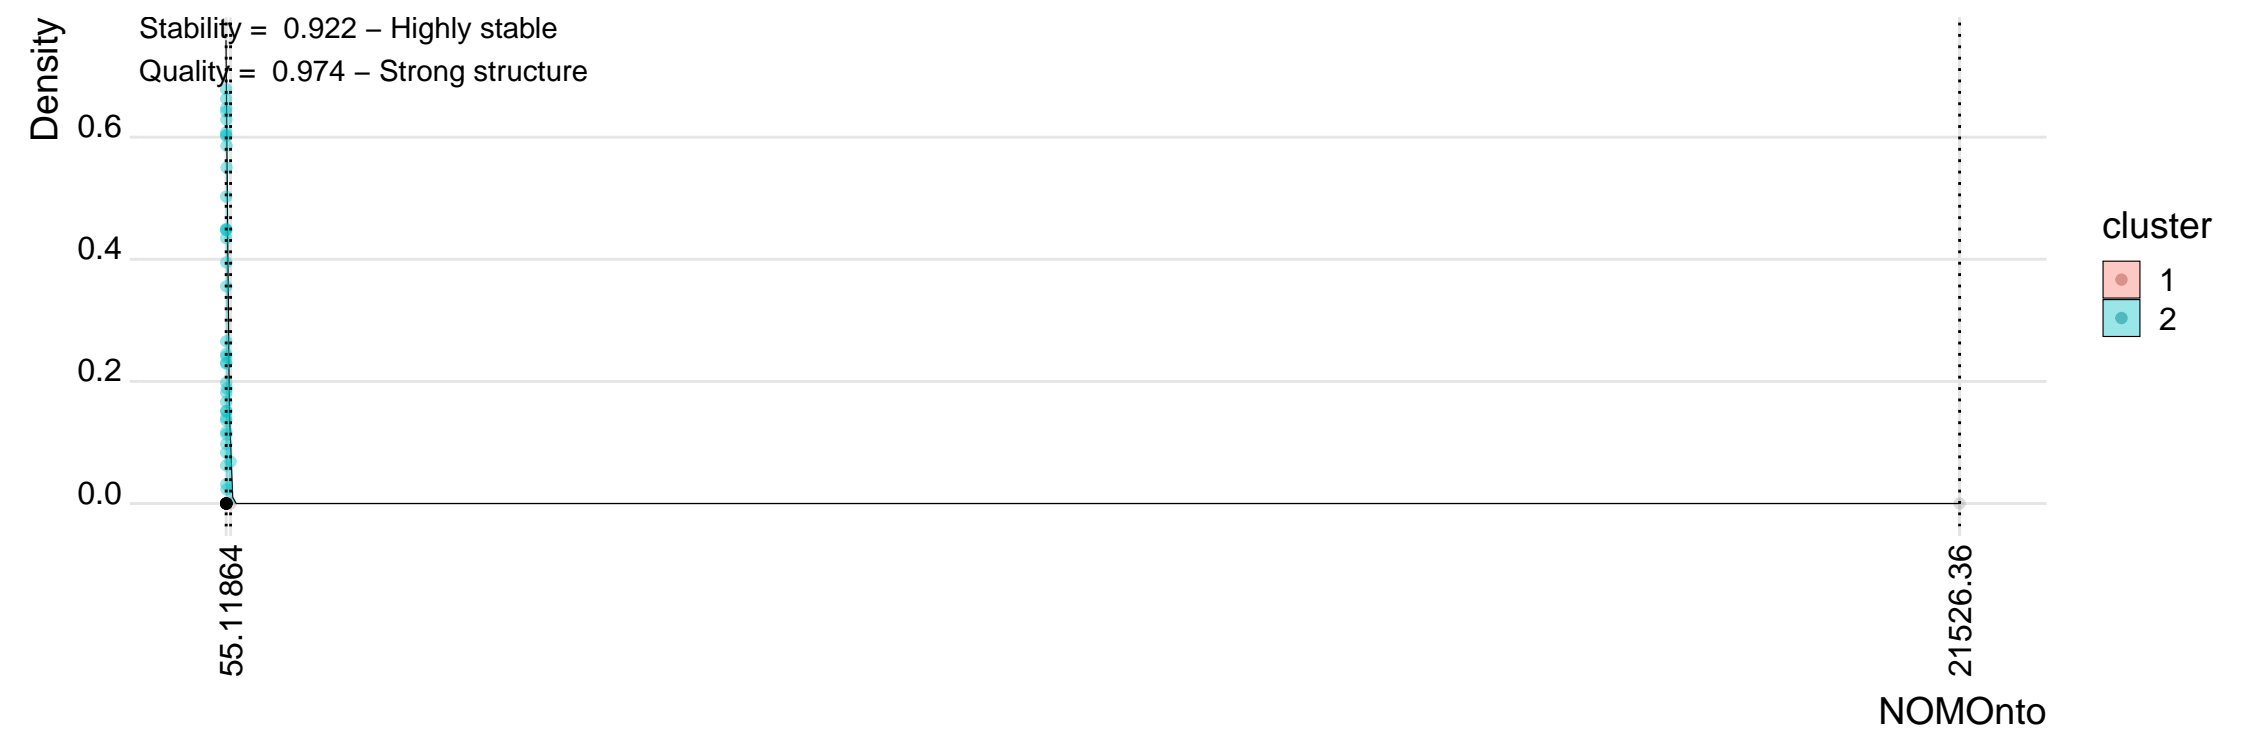 Density
Stability =  0.922 – Highly stable
Quality =  0.974 – Strong structure
0.6
0.4
0.2
0.0
55.11864
21526.36
NOMOnto
cluster
1
2